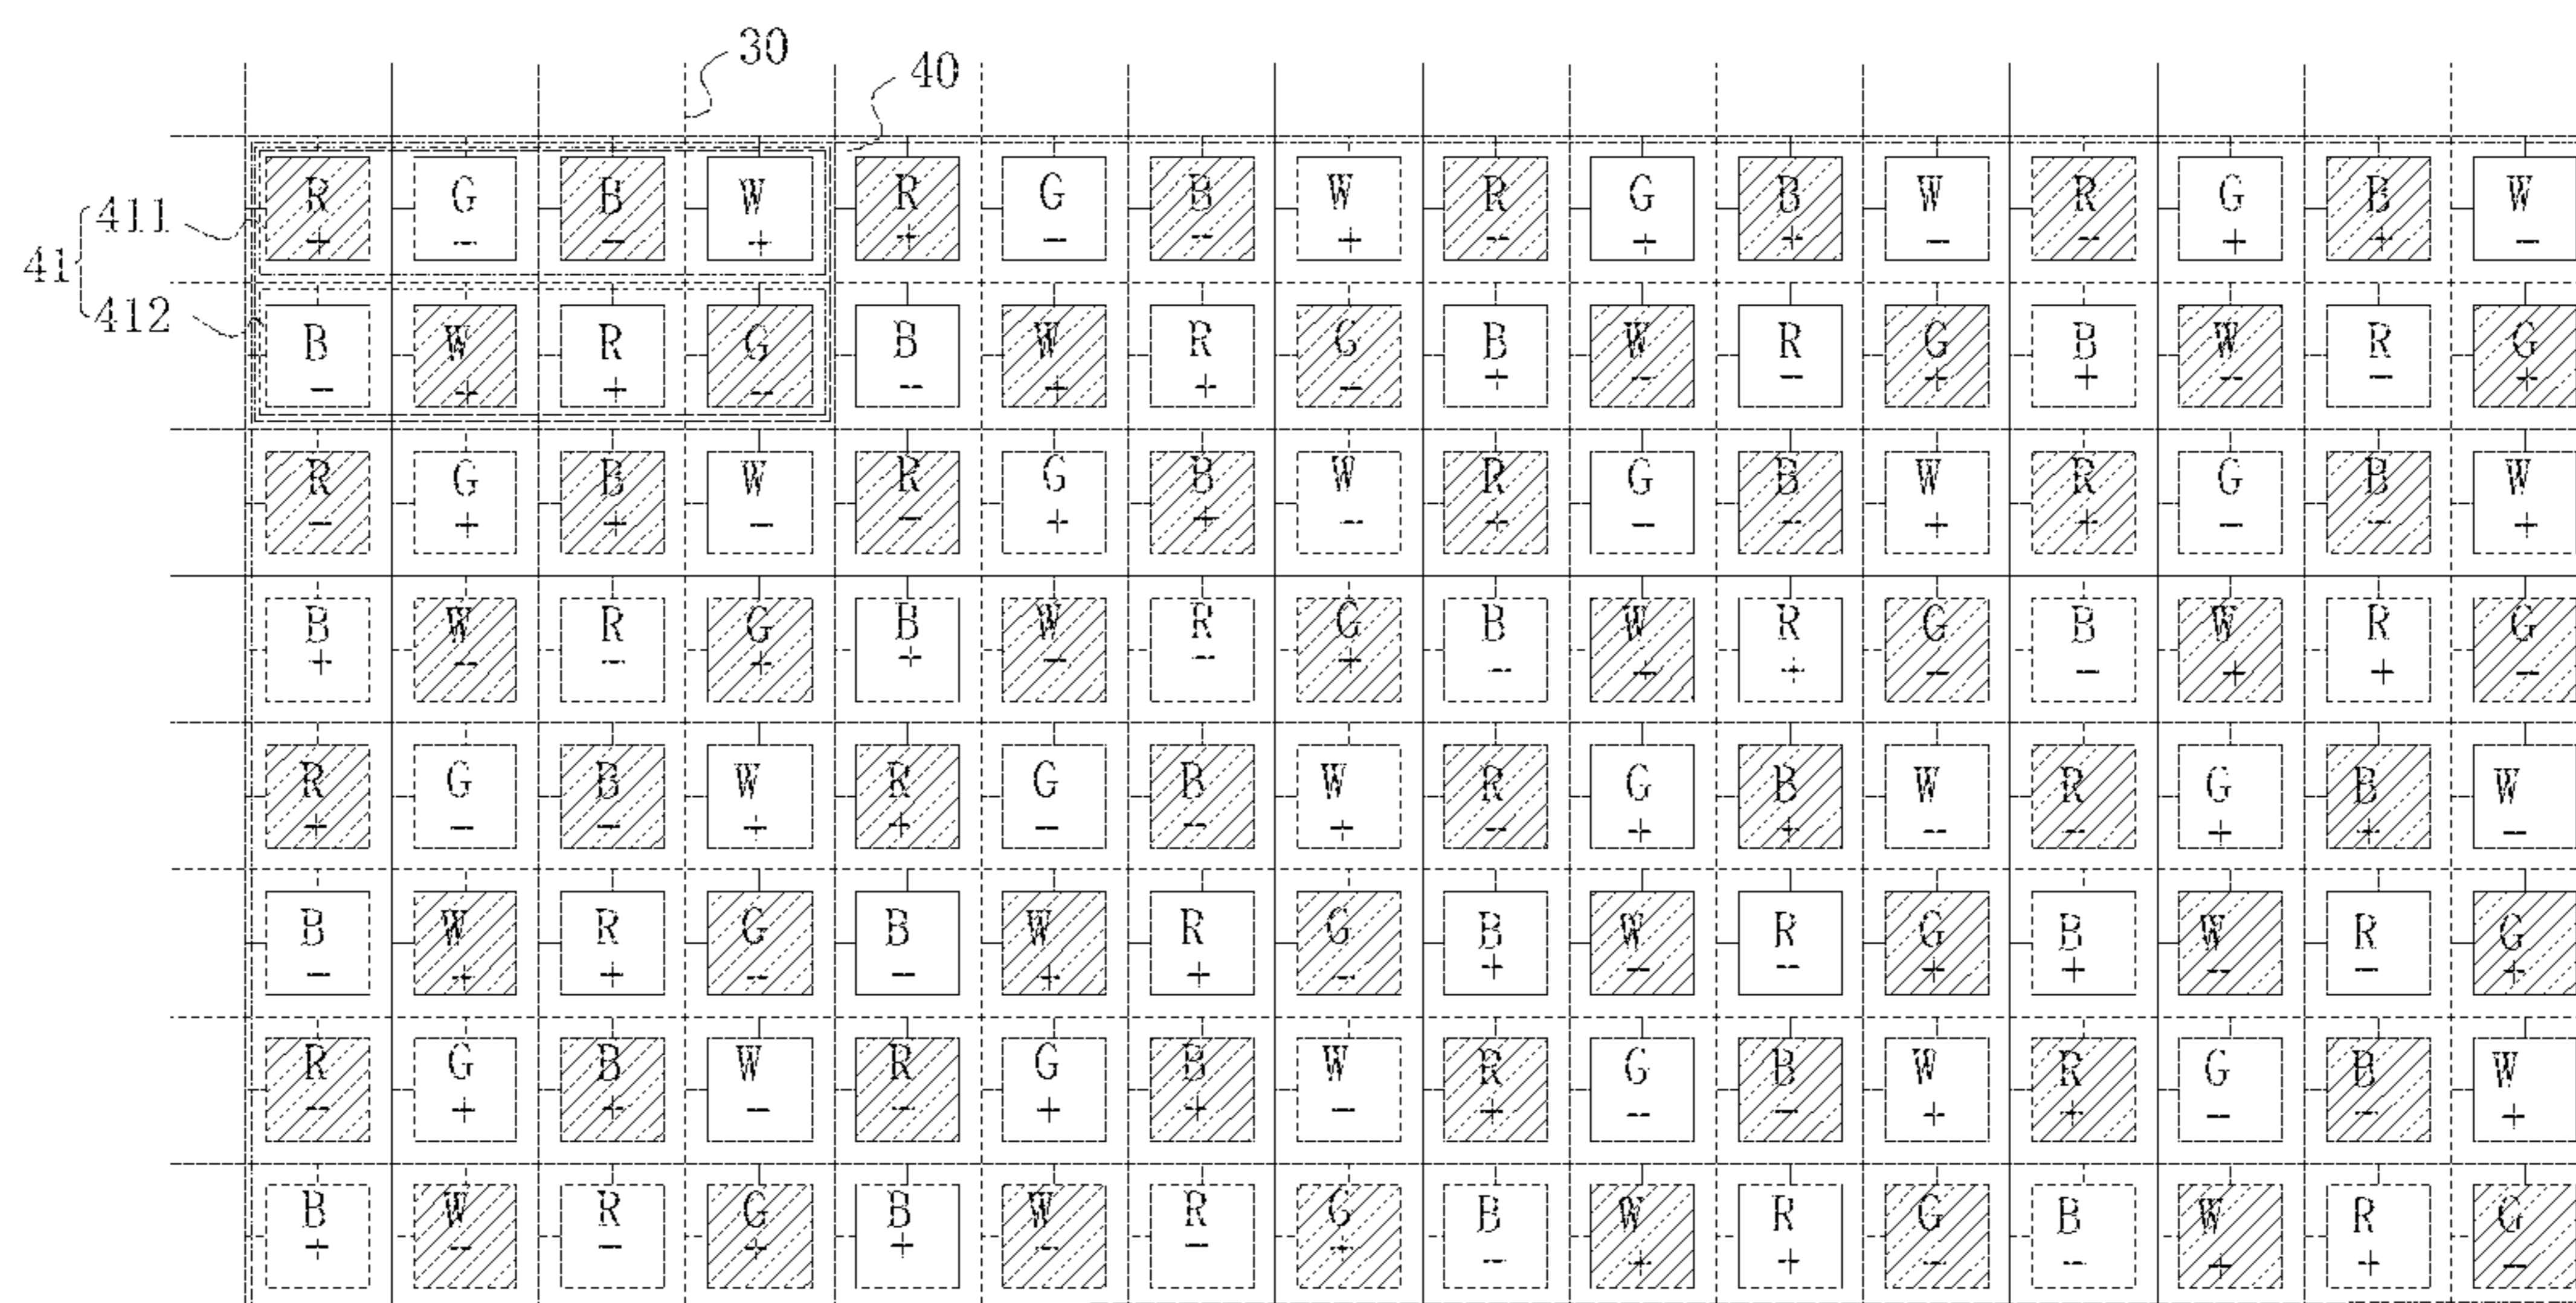 30
40
R G B W R G B W R G B W R G B W
411
+ - - + + - - + - + + - - + + -
41
412
B W R G B W R G B W R G B W R G
- + + - - + + - + - - + + - - +
R G B W R G B W R G B W R G B W
- + + - - + + - + - - + + - - +
B W R G B W R G B W R G B W R G
+ - - + + - - + - + + - - + + -
R G B W R G B W R G B W R G B W
+ - - + + - - + - + + - - + + -
B W R G B W R G B W R G B W R G
- + + - - + + - + - - + + - - +
R G B W R G B W R G B W R G B W
- + + - - + + - + - - + + - - +
B W R G B W R G B W R G B W R G
+ - - + + - - + - + + - - + + -